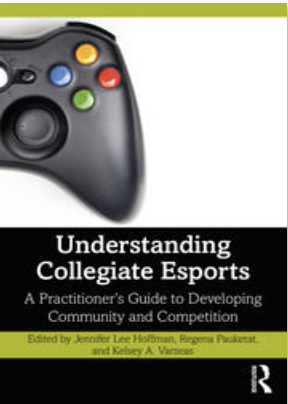 Understanding
Collegiate Esports
A Practitioner's Guide to Developing
Community and Competition
Edited by Jennifer Lee Hoffman, Regena Pauketat,
and Kelsey A. Varzeas
R
ROUTLEDGE